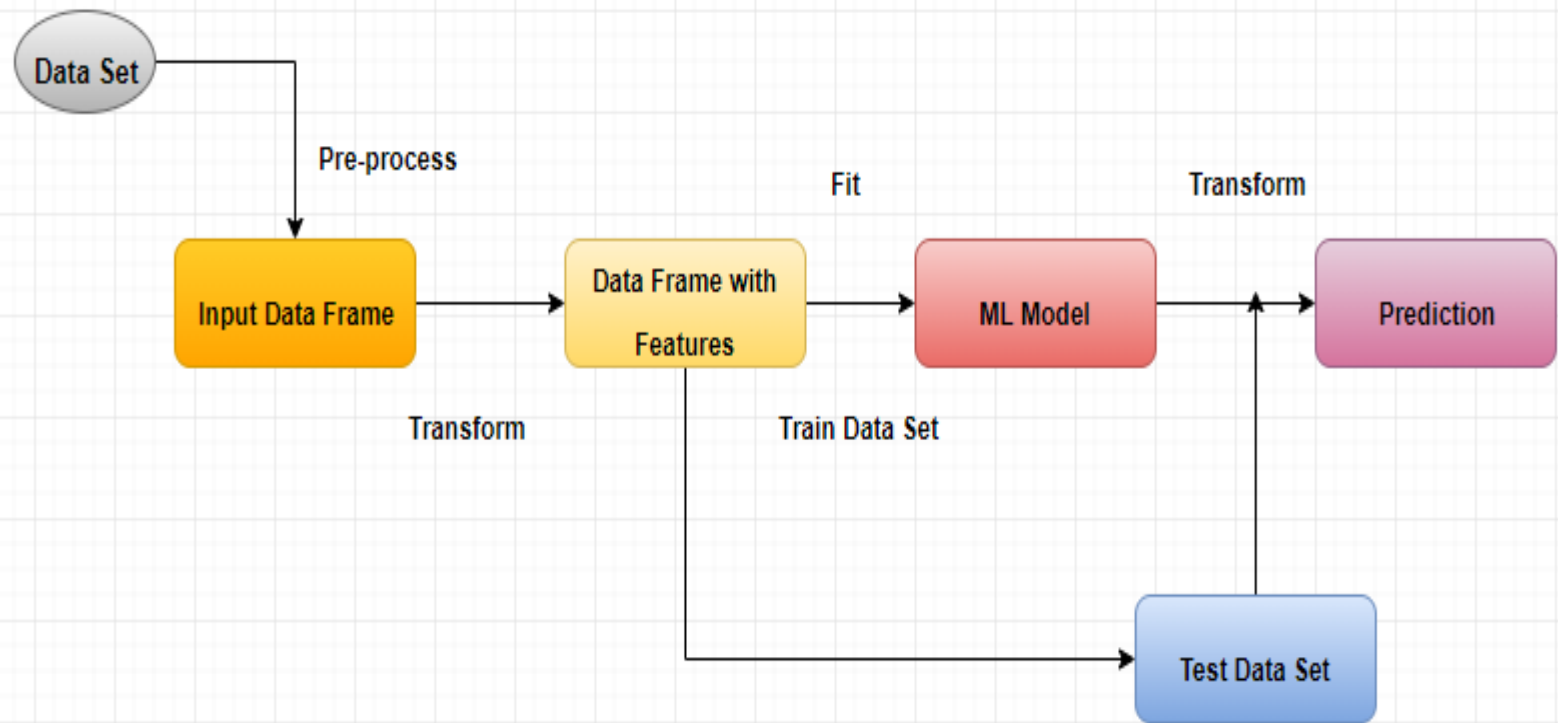 Data Set
Pre-process
Fit
Transform
Input Data Frame
Data Frame with
Features
ML Model
Prediction
Transform
Train Data Set
Test Data Set